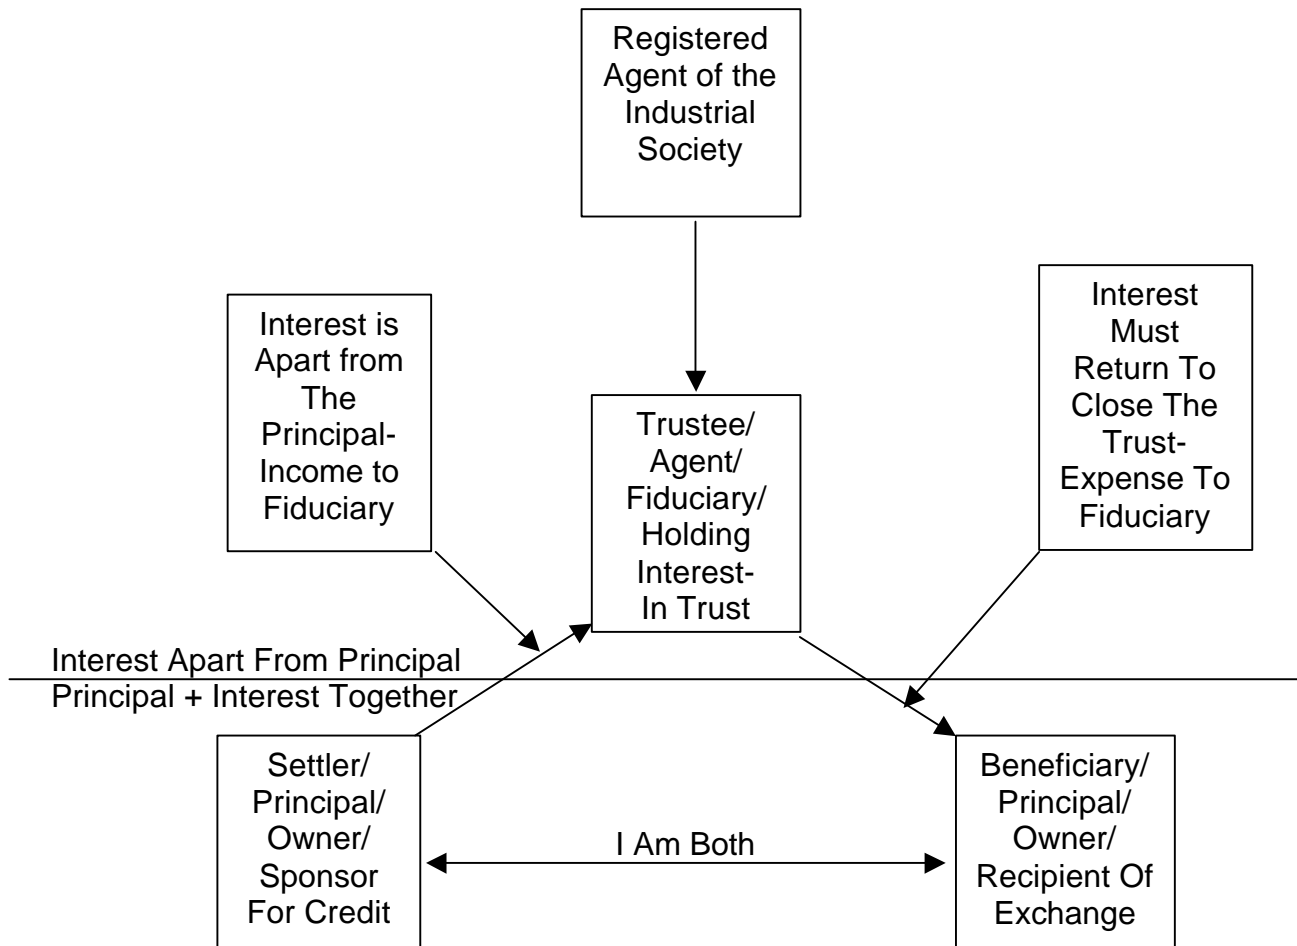 Registered
Agent of the
Industrial
Society
Interest is
Apart from
The
Principal-
Income to
Fiduciary
Interest
Must
Return To
Close The
Trust-
Expense To
Fiduciary
Trustee/
Agent/
Fiduciary/
Holding
Interest-
In Trust
Interest Apart From Principal
Principal + Interest Together
Settler/
Principal/
Owner/
Sponsor
For Credit
I Am Both
Beneficiary/
Principal/
Owner/
Recipient Of
Exchange